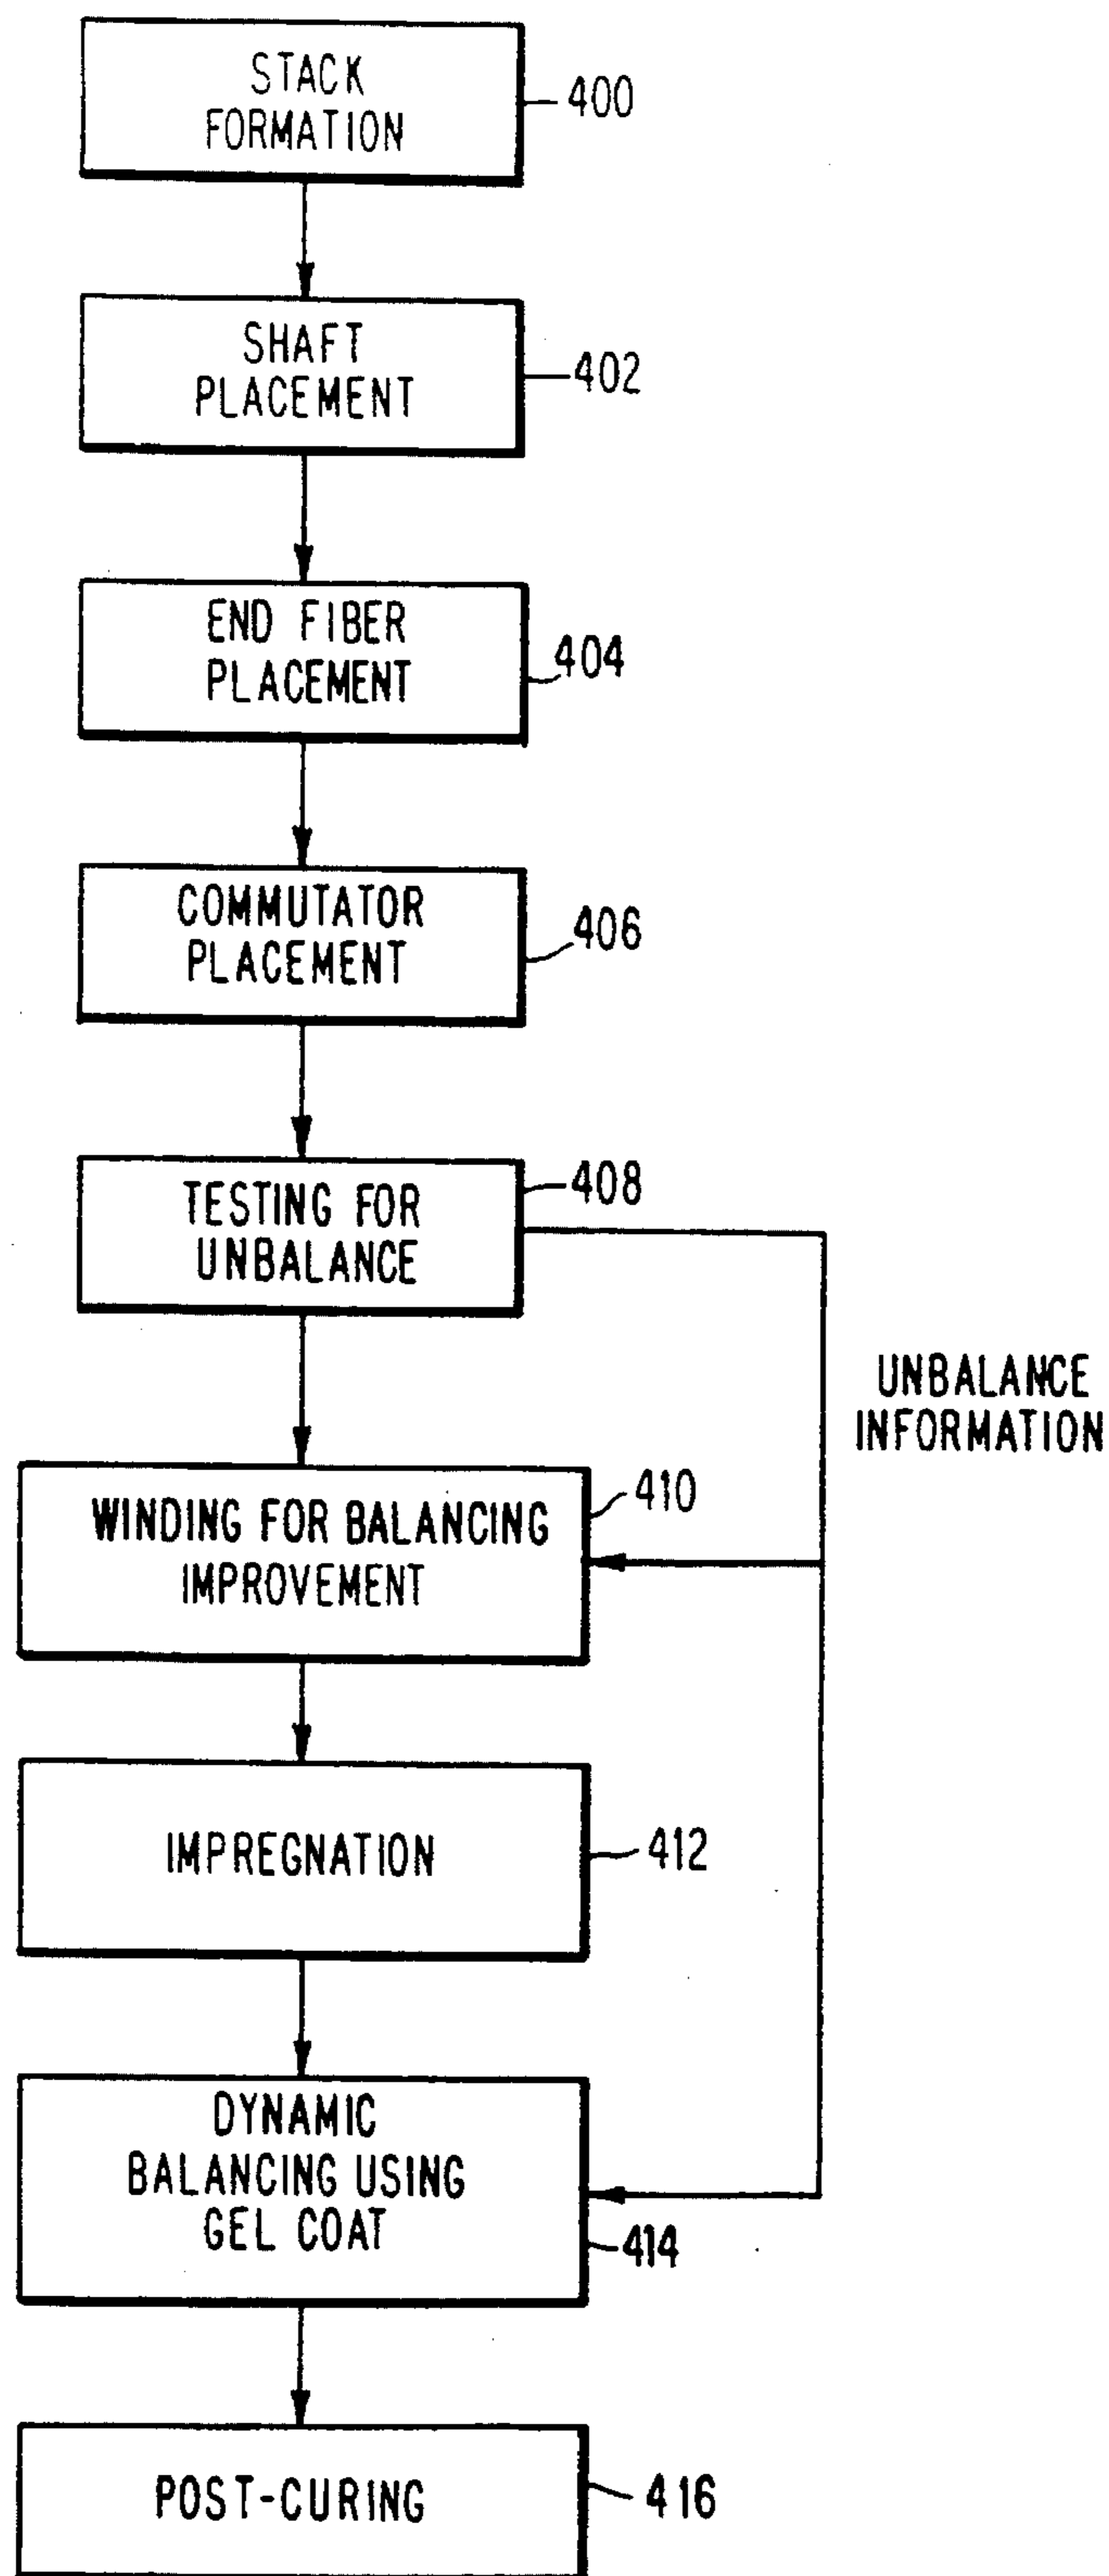 STACK
FORMATION
400
SHAFT
PLACEMENT
402
END FIBER
PLACEMENT
404
COMMUTATOR
PLACEMENT
406
TESTING FOR
UNBALANCE
408
UNBALANCE
INFORMATION
WINDING FOR BALANCING
IMPROVEMENT
410
IMPREGNATION
412
DYNAMIC
BALANCING USING
GEL COAT
414
POST-CURING
416